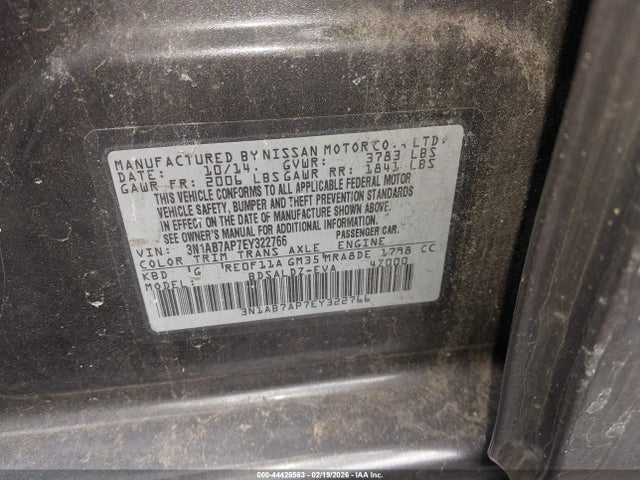 MANUFACTURED BY NISSAN MOTOR CO., LTD.
DATE: 10/14. GVWR: 3783 LBS
GAWR FR: 2006 LBS GAWR RR: 1841 LBS
THIS VEHICLE CONFORMS TO ALL APPLICABLE FEDERAL MOTOR
VEHICLE SAFETY, BUMPER AND THEFT PREVENTION STANDARDS
IN EFFECT ON THE DATE OF MANUFACTURE SHOWN ABOVE.
SEE OWNER'S MANUAL FOR ADDITIONAL INFORMATION.
VIN: 3N1AB7AP7EY322766 PASSENGER CAR.
COLOR TRIM TRANS AXLE ENGINE
KBD G RE0F11A GM35 MRA8DE 1798 CC
MODEL: BDSALDZ-EVA 4Z000
3N1AB7AP7EY322766
000-44428563 - 02/19/2026 - IAA Inc.